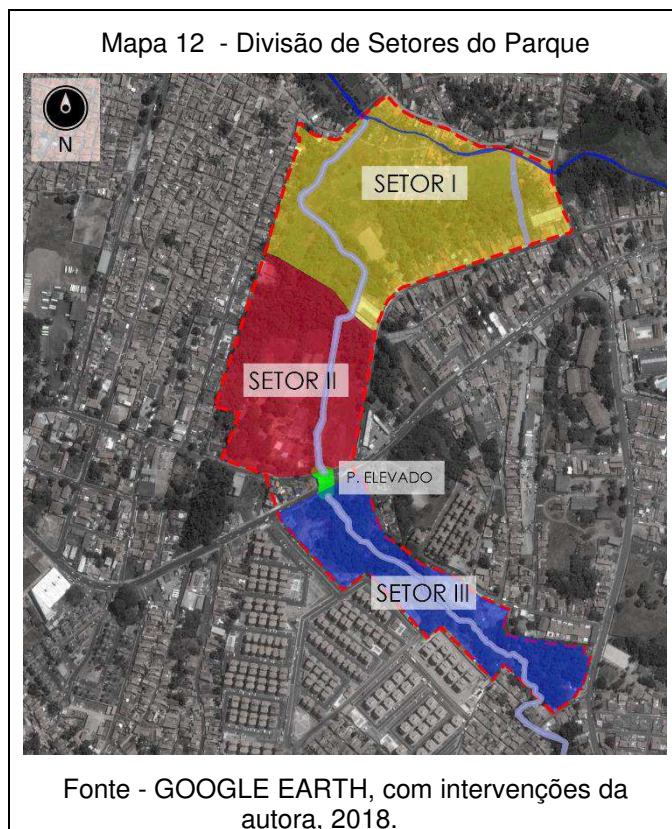 Mapa 12 - Divisão de Setores do Parque
N
SETOR I
SETOR II
P. ELEVADO
SETOR III
Fonte - GOOGLE EARTH, com intervenções da
autora, 2018.